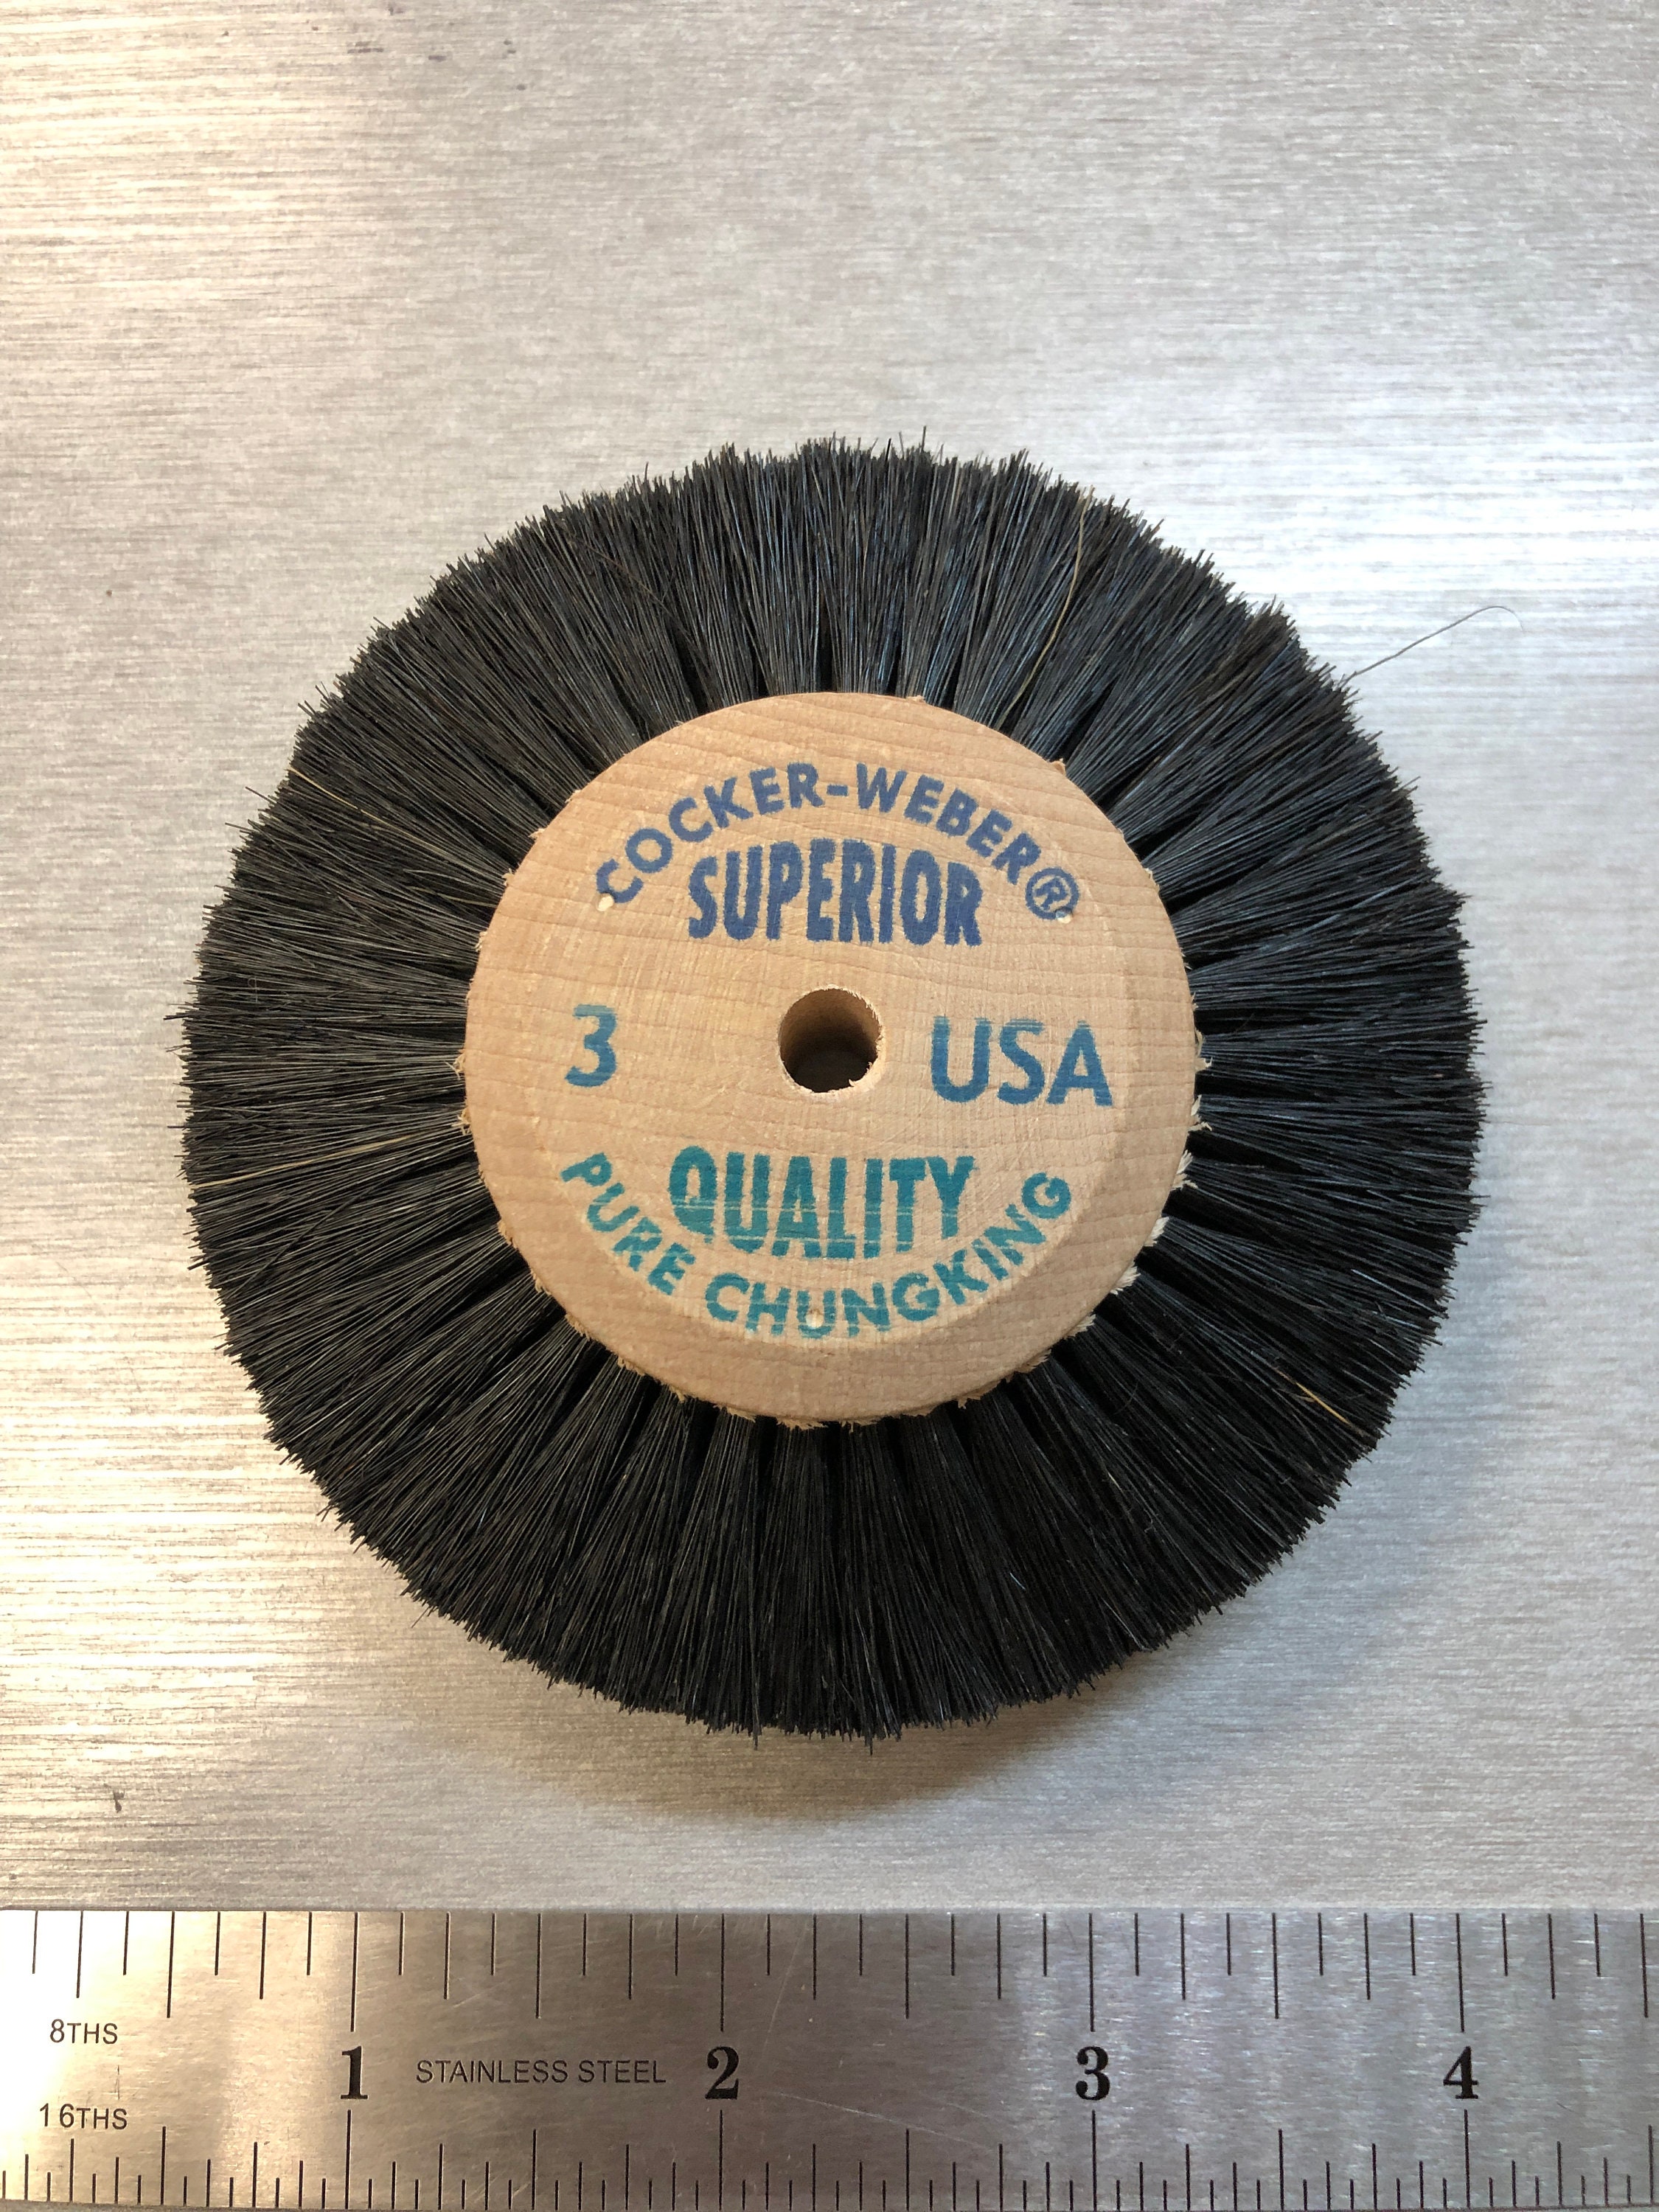 COCKER-WEBER®
SUPERIOR
3 USA
QUALITY
PURE CHUNGKING
8THS
1 STAINLESS STEEL 2 3 4
16THS